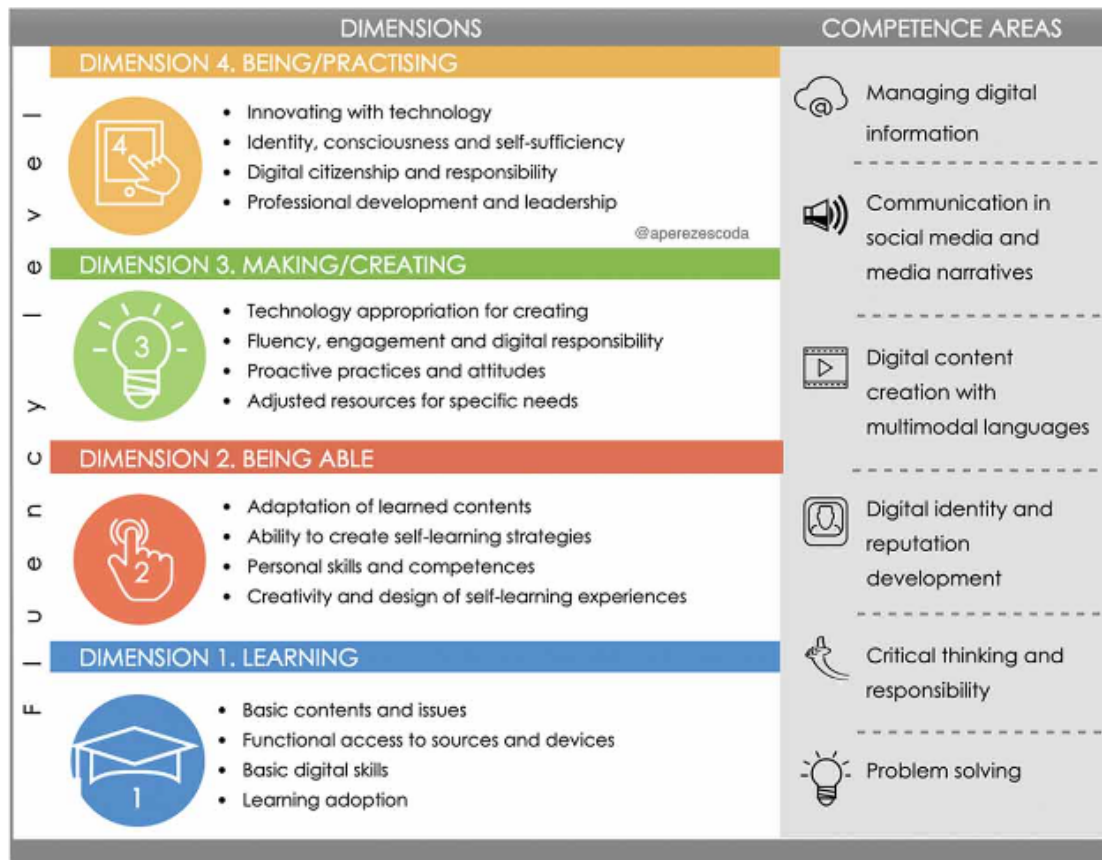 DIMENSIONS
DIMENSION 4. BEING/PRACTISING
4
• Innovating with technology
• Identity, consciousness and self-sufficiency
• Digital citizenship and responsibility
• Professional development and leadership
@aperezescoda
DIMENSION 3. MAKING/CREATING
3
• Technology appropriation for creating
• Fluency, engagement and digital responsibility
• Proactive practices and attitudes
• Adjusted resources for specific needs
DIMENSION 2. BEING ABLE
2
• Adaptation of learned contents
• Ability to create self-learning strategies
• Personal skills and competences
• Creativity and design of self-learning experiences
DIMENSION 1. LEARNING
1
• Basic contents and issues
• Functional access to sources and devices
• Basic digital skills
• Learning adoption
Fluency level
COMPETENCE AREAS
@
Managing digital
information
Communication in
social media and
media narratives
Digital content
creation with
multimodal languages
Digital identity and
reputation
development
Critical thinking and
responsibility
Problem solving